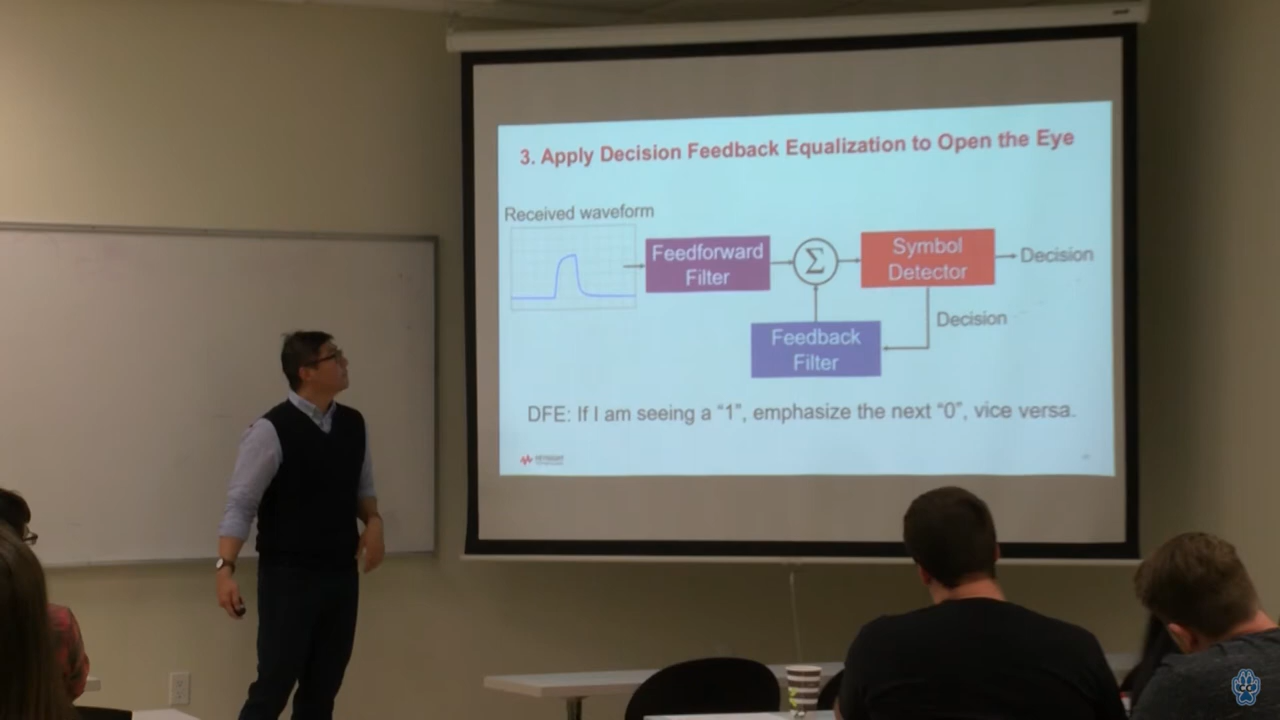 3. Apply Decision Feedback Equalization to Open the Eye
Received waveform
Feedforward
Filter
Σ
Symbol
Detector
Decision
Decision
Feedback
Filter
DFE: If I am seeing a “1”, emphasize the next “0”, vice versa.
KEYSIGHT